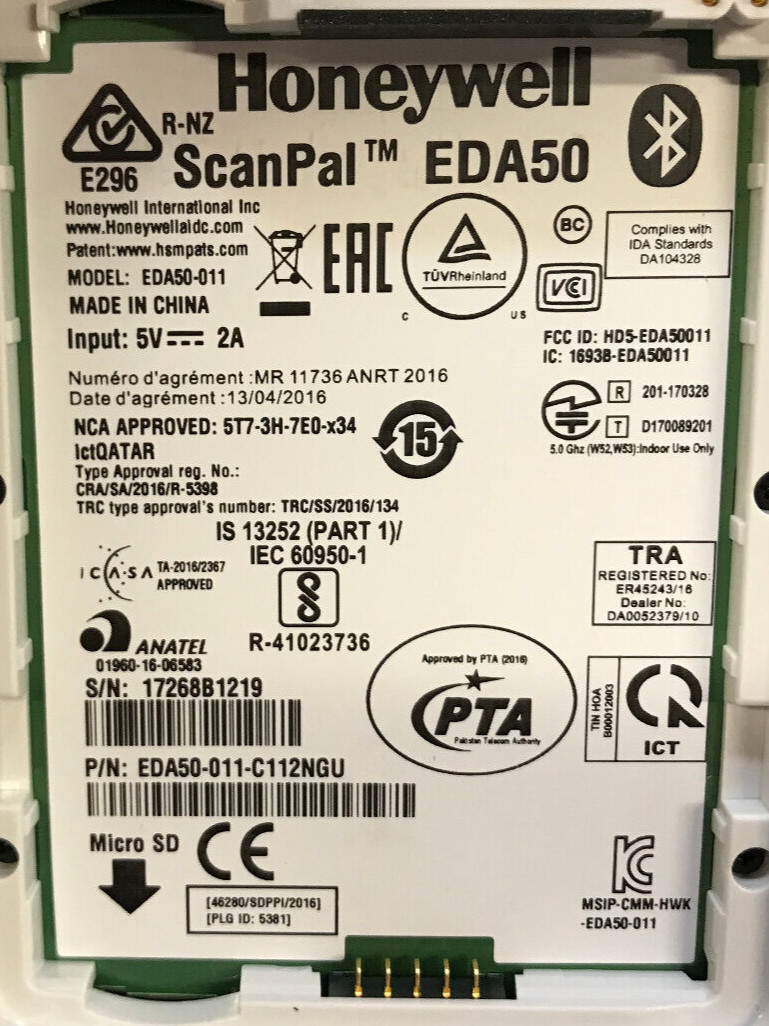 Honeywell
R-NZ
E296
ScanPal™ EDA50
Honeywell International Inc
www.Honeywellaidc.com
Patent:www.hsmpats.com
MODEL: EDA50-011
MADE IN CHINA
Input: 5V 2A
EAC
TÜVRheinland
C US
BC
VCI
Complies with
IDA Standards
DA104328
FCC ID: HD5-EDA50011
IC: 1693B-EDA50011
R 201-170328
T D170089201
5.0 Ghz (W52,W53):Indoor Use Only
Numéro d'agrément :MR 11736 ANRT 2016
Date d'agrément :13/04/2016
NCA APPROVED: 5T7-3H-7E0-x34
IctQATAR
15
Type Approval reg. No.:
CRA/SA/2016/R-5398
TRC type approval's number: TRC/SS/2016/134
IS 13252 (PART 1)/
IEC 60950-1
R-41023736
ICASA
TA-2016/2367
APPROVED
ANATEL
01960-16-06583
TRA
REGISTERED No:
ER45243/16
Dealer No:
DA0052379/10
Approved by PTA (2016)
PTA
Pakistan Telecom Authority
TIN HOA
B00012003
ICT
S/N: 17268B1219
P/N: EDA50-011-C112NGU
Micro SD
CE
[46280/SDPPI/2016]
[PLG ID: 5381]
MSIP-CMM-HWK
-EDA50-011